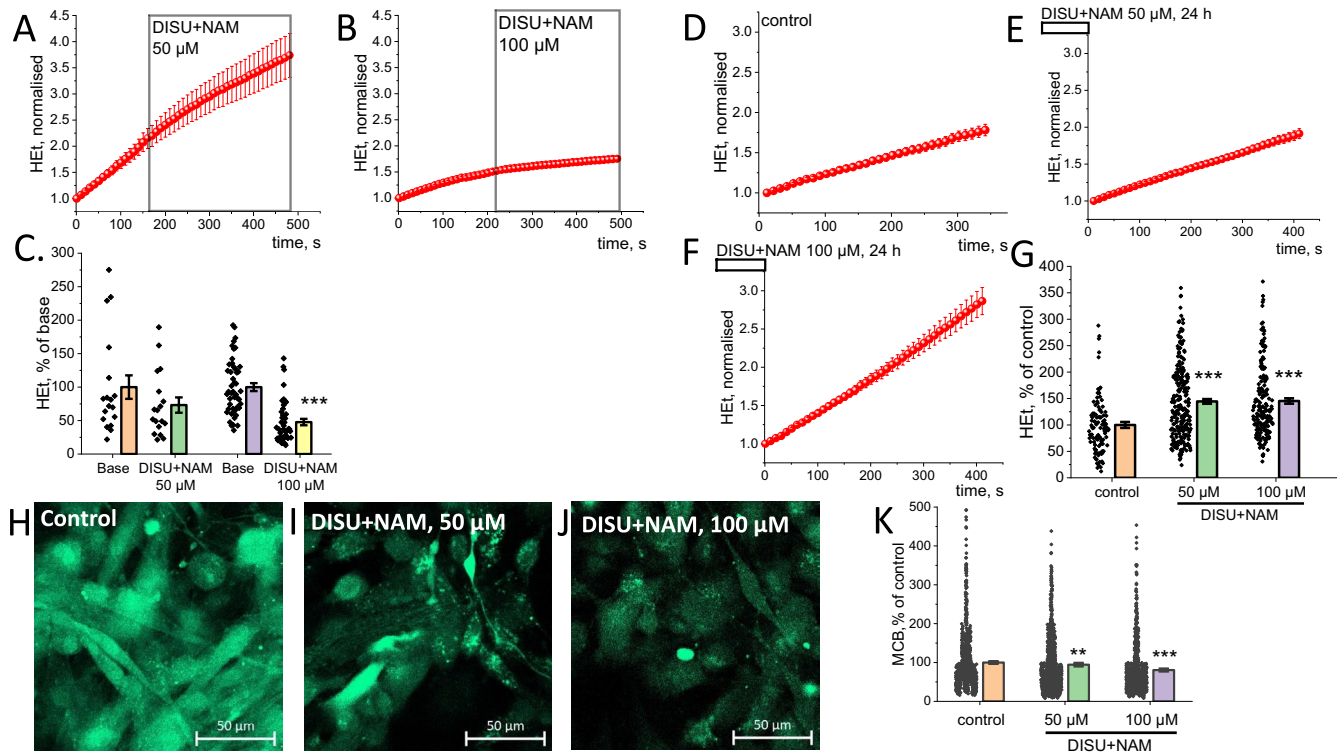 A
HEt, normalised
4.5
4.0
3.5
3.0
2.5
2.0
1.5
1.0
DISU+NAM
50 µM
0 100 200 300 400 500
time, s
B
HEt, normalised
4.5
4.0
3.5
3.0
2.5
2.0
1.5
1.0
DISU+NAM
100 µM
0 100 200 300 400 500
time, s
D
control
HEt, normalised
3.0
2.5
2.0
1.5
1.0
0 100 200 300
time, s
E
DISU+NAM 50 µM, 24 h
HEt, normalised
3.0
2.5
2.0
1.5
1.0
0 100 200 300 400
time, s
C.
HEt, % of base
300
250
200
150
100
50
0
***
Base DISU+NAM Base DISU+NAM
50 µM 100 µM
F
DISU+NAM 100 µM, 24 h
HEt, normalised
3.0
2.5
2.0
1.5
1.0
0 100 200 300 400
time, s
G
HEt, % of control
400
350
300
250
200
150
100
50
0
*** ***
control 50 µM 100 µM
DISU+NAM
H Control
50 µm
I DISU+NAM, 50 µM
50 µm
J DISU+NAM, 100 µM
50 µm
K
MCB,% of control
500
400
300
200
100
0
** ***
control 50 µM 100 µM
DISU+NAM